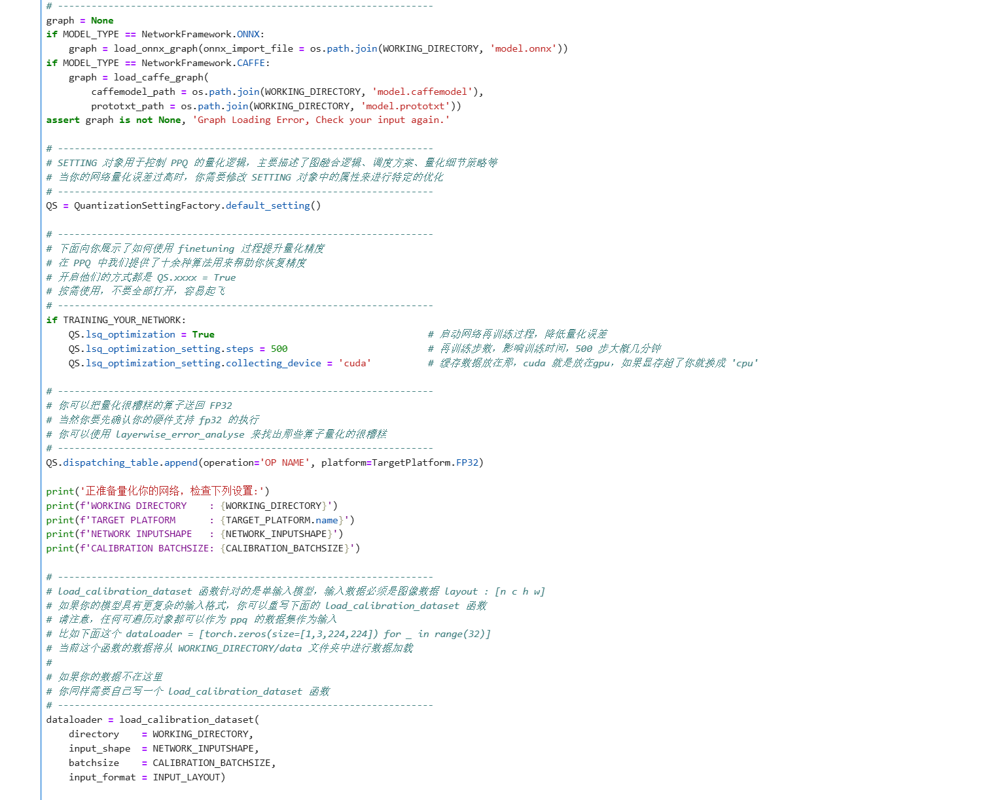 # -------------------------------------------------------------------
graph = None
if MODEL_TYPE == NetworkFramework.ONNX:
    graph = load_onnx_graph(onnx_import_file = os.path.join(WORKING_DIRECTORY, 'model.onnx'))
if MODEL_TYPE == NetworkFramework.CAFFE:
    graph = load_caffe_graph(
        caffemodel_path = os.path.join(WORKING_DIRECTORY, 'model.caffemodel'),
        prototxt_path = os.path.join(WORKING_DIRECTORY, 'model.prototxt'))
assert graph is not None, 'Graph Loading Error, Check your input again.'

# -------------------------------------------------------------------
# SETTING 对象用于控制 PPQ 的量化逻辑，主要描述了图融合逻辑、调度方案、量化细节策略等
# 当你的网络量化误差过高时，你需要修改 SETTING 对象中的属性来进行特定的优化
# -------------------------------------------------------------------
QS = QuantizationSettingFactory.default_setting()

# -------------------------------------------------------------------
# 下面向你展示了如何使用 finetuning 过程提升量化精度
# 在 PPQ 中我们提供了十余种算法用来帮助你恢复精度
# 开启他们的方式都是 QS.xxxx = True
# 按需使用，不要全部打开，容易起飞
# -------------------------------------------------------------------
if TRAINING_YOUR_NETWORK:
    QS.lsq_optimization = True                                      # 启动网络再训练过程，降低量化误差
    QS.lsq_optimization_setting.steps = 500                         # 再训练步数，影响训练时间，500 步大概几分钟
    QS.lsq_optimization_setting.collecting_device = 'cuda'          # 缓存数据放在那，cuda 就是放在gpu，如果显存超了你就换成 'cpu'

# -------------------------------------------------------------------
# 你可以把量化很糟糕的算子送回 FP32
# 当然你要先确认你的硬件支持 fp32 的执行
# 你可以使用 layerwise_error_analyse 来找出那些算子量化的很糟糕
# -------------------------------------------------------------------
QS.dispatching_table.append(operation='OP NAME', platform=TargetPlatform.FP32)

print('正准备量化你的网络，检查下列设置:')
print(f'WORKING DIRECTORY    : {WORKING_DIRECTORY}')
print(f'TARGET PLATFORM      : {TARGET_PLATFORM.name}')
print(f'NETWORK INPUTSHAPE   : {NETWORK_INPUTSHAPE}')
print(f'CALIBRATION BATCHSIZE: {CALIBRATION_BATCHSIZE}')

# -------------------------------------------------------------------
# load_calibration_dataset 函数针对的是单输入模型，输入数据必须是图像数据 layout : [n c h w]
# 如果你的模型具有更复杂的输入格式，你可以重写下面的 load_calibration_dataset 函数
# 请注意，任何可遍历对象都可以作为 ppq 的数据集作为输入
# 比如下面这个 dataloader = [torch.zeros(size=[1,3,224,224]) for _ in range(32)]
# 当前这个函数的数据将从 WORKING_DIRECTORY/data 文件夹中进行数据加载
#
# 如果你的数据不在这里
# 你同样需要自己写一个 load_calibration_dataset 函数
# -------------------------------------------------------------------
dataloader = load_calibration_dataset(
    directory    = WORKING_DIRECTORY,
    input_shape  = NETWORK_INPUTSHAPE,
    batchsize    = CALIBRATION_BATCHSIZE,
    input_format = INPUT_LAYOUT)